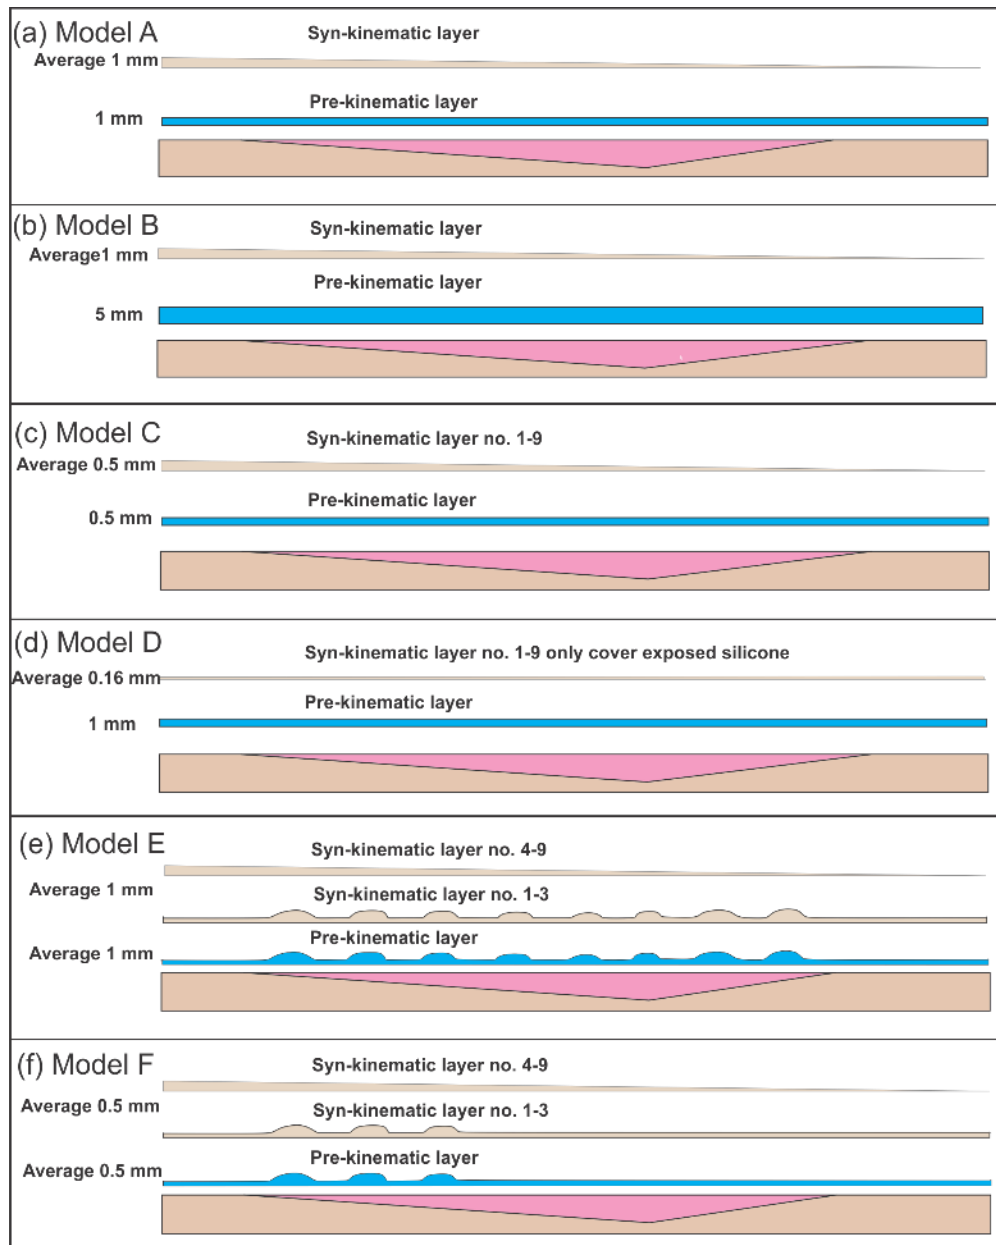 (a) Model A
Syn-kinematic layer
Average 1 mm
Pre-kinematic layer
1 mm
(b) Model B
Syn-kinematic layer
Average1 mm
Pre-kinematic layer
5 mm
(c) Model C
Syn-kinematic layer no. 1-9
Average 0.5 mm
Pre-kinematic layer
0.5 mm
(d) Model D
Syn-kinematic layer no. 1-9 only cover exposed silicone
Average 0.16 mm
Pre-kinematic layer
1 mm
(e) Model E
Syn-kinematic layer no. 4-9
Average 1 mm
Syn-kinematic layer no. 1-3
Pre-kinematic layer
Average 1 mm
(f) Model F
Syn-kinematic layer no. 4-9
Average 0.5 mm
Syn-kinematic layer no. 1-3
Pre-kinematic layer
Average 0.5 mm